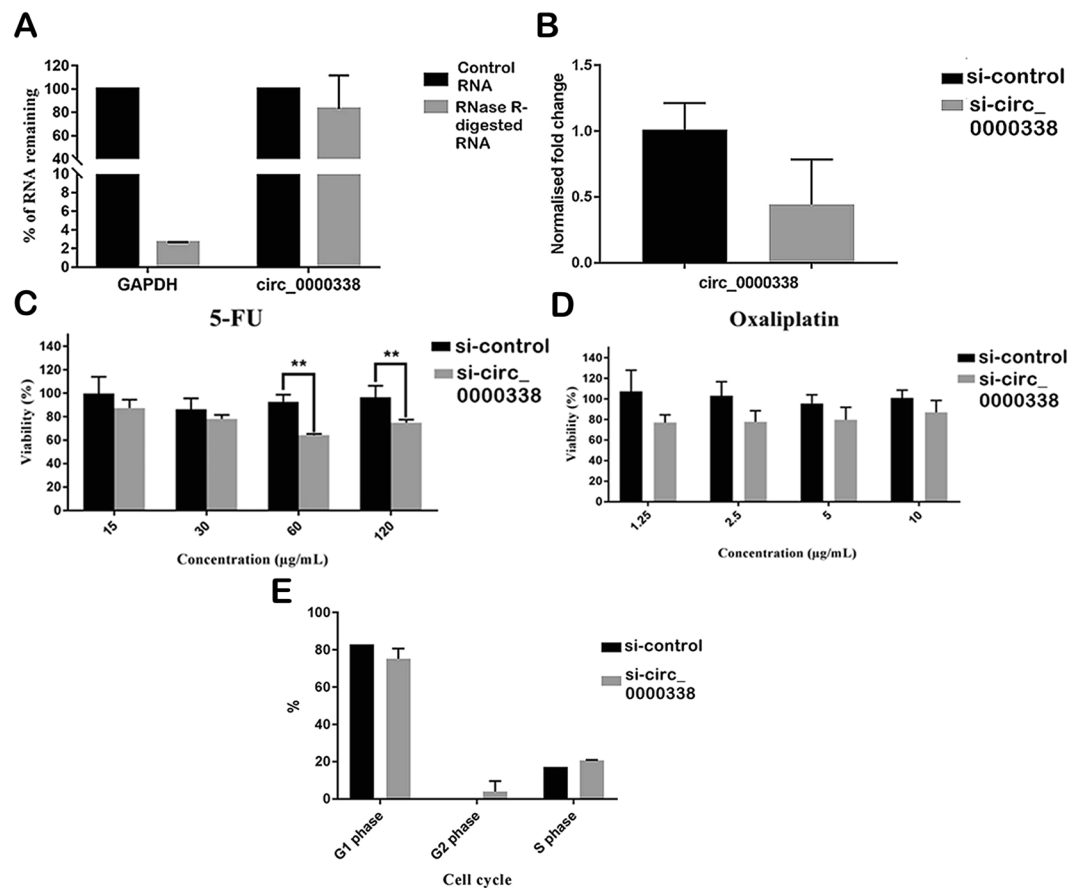 A
% of RNA remaining
120
100
80
60
40
10
8
6
4
2
0
GAPDH
circ_0000338
Control
RNA
RNase R-
digested
RNA
B
Normalised fold change
1.5
1.0
0.5
0.0
circ_0000338
si-control
si-circ_
0000338
C
5-FU
Viability (%)
140
120
100
80
60
40
20
0
**
**
15
30
60
120
Concentration (µg/mL)
si-control
si-circ_
0000338
D
Oxaliplatin
Viability (%)
140
120
100
80
60
40
20
0
1.25
2.5
5
10
Concentration (µg/mL)
si-control
si-circ_
0000338
E
%
100
80
60
40
20
0
G1 phase
G2 phase
S phase
Cell cycle
si-control
si-circ_
0000338